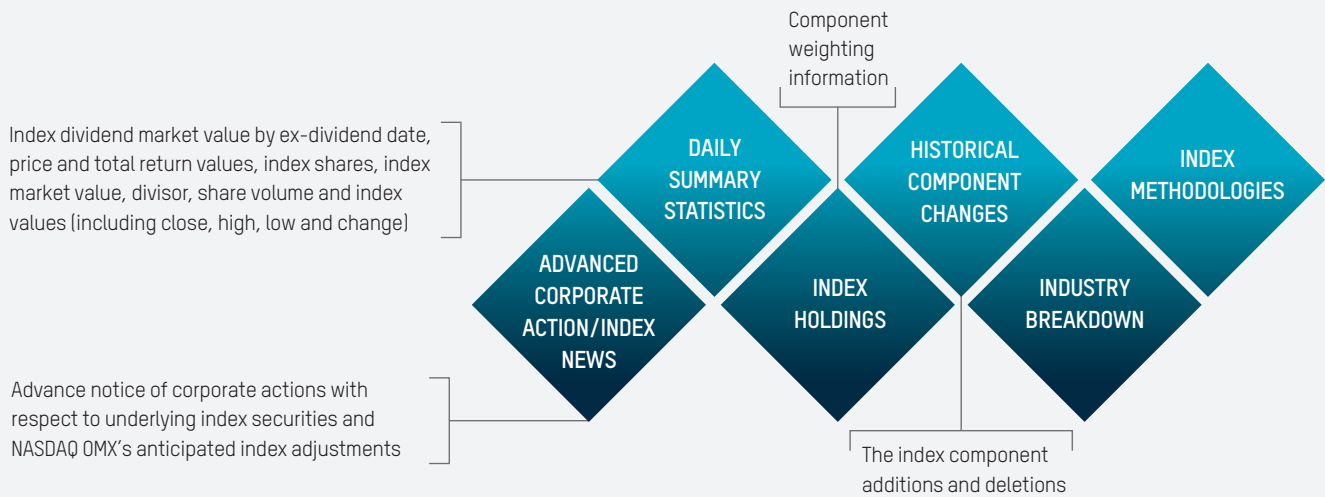 Component
weighting
information
Index dividend market value by ex-dividend date,
price and total return values, index shares, index
market value, divisor, share volume and index
values (including close, high, low and change)
DAILY
SUMMARY
STATISTICS
HISTORICAL
COMPONENT
CHANGES
INDEX
METHODOLOGIES
ADVANCED
CORPORATE
ACTION/INDEX
NEWS
INDEX
HOLDINGS
INDUSTRY
BREAKDOWN
Advance notice of corporate actions with
respect to underlying index securities and
NASDAQ OMX's anticipated index adjustments
The index component
additions and deletions